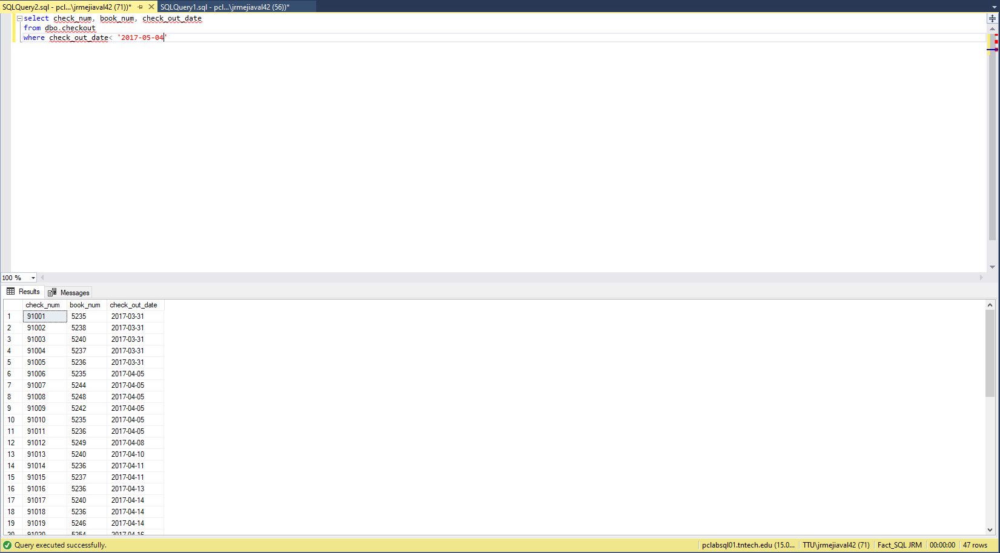 SQLQuery2.sql - pcl...\jrmejiaval42 (71))* SQLQuery1.sql - pcl...\jrmejiaval42 (56))*
select check_num, book_num, check_out_date
from dbo.checkout
where check_out_date< '2017-05-04'
100 %
Results Messages
check_num book_num check_out_date
1 91001 5235 2017-03-31
2 91002 5238 2017-03-31
3 91003 5240 2017-03-31
4 91004 5237 2017-03-31
5 91005 5236 2017-03-31
6 91006 5235 2017-04-05
7 91007 5244 2017-04-05
8 91008 5248 2017-04-05
9 91009 5242 2017-04-05
10 91010 5235 2017-04-05
11 91011 5236 2017-04-05
12 91012 5249 2017-04-08
13 91013 5240 2017-04-10
14 91014 5236 2017-04-11
15 91015 5237 2017-04-11
16 91016 5236 2017-04-13
17 91017 5240 2017-04-14
18 91018 5236 2017-04-14
19 91019 5246 2017-04-14
20 91020 5254 2017-04-16
Query executed successfully. pclabsql01.tntech.edu (15.0... TTU\jrmejiaval42 (71) Fact_SQL JRM 00:00:00 47 rows